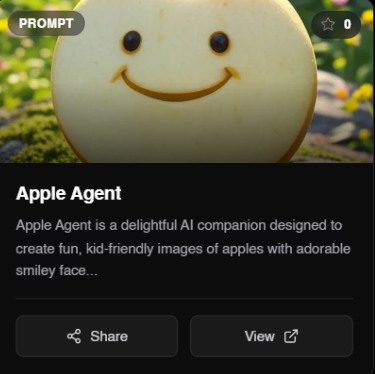 PROMPT
0
Apple Agent
Apple Agent is a delightful AI companion designed to
create fun, kid-friendly images of apples with adorable
smiley face...
Share
View